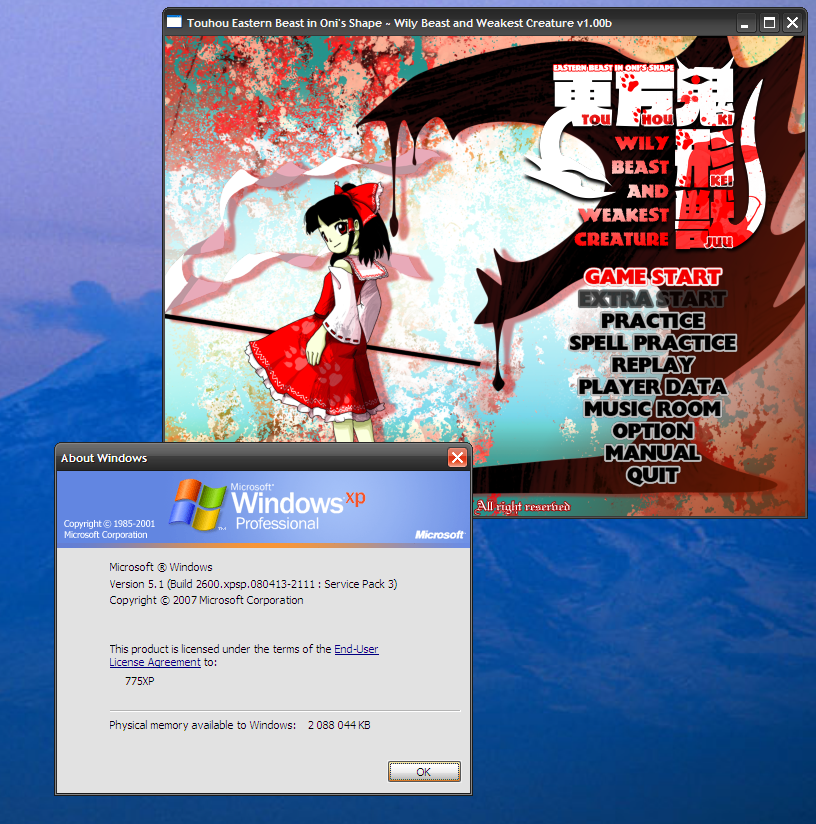 Touhou Eastern Beast in Oni's Shape ~ Wily Beast and Weakest Creature v1.00b
EASTERN BEAST IN ONI'S SHAPE
東方鬼
TOU HOU KI
形獣
KEI
JUU
WILY
BEAST
AND
WEAKEST
CREATURE
GAME START
EXTRA START
PRACTICE
SPELL PRACTICE
REPLAY
PLAYER DATA
MUSIC ROOM
OPTION
MANUAL
QUIT
All right reserved
About Windows
Microsoft®
Windows xp
Professional
Copyright © 1985-2001
Microsoft Corporation
Microsoft
Microsoft ® Windows
Version 5.1 (Build 2600.xpsp.080413-2111 : Service Pack 3)
Copyright © 2007 Microsoft Corporation
This product is licensed under the terms of the End-User
License Agreement to:
775XP
Physical memory available to Windows: 2 088 044 KB
OK